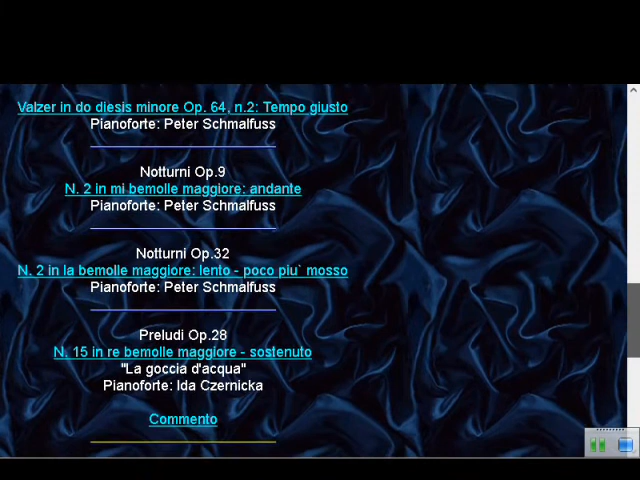 Valzer in do diesis minore Op. 64, n.2: Tempo giusto
Pianoforte: Peter Schmalfuss
Notturni Op.9
N. 2 in mi bemolle maggiore: andante
Pianoforte: Peter Schmalfuss
Notturni Op.32
N. 2 in la bemolle maggiore: lento - poco piu` mosso
Pianoforte: Peter Schmalfuss
Preludi Op.28
N. 15 in re bemolle maggiore - sostenuto
"La goccia d'acqua"
Pianoforte: Ida Czernicka
Commento